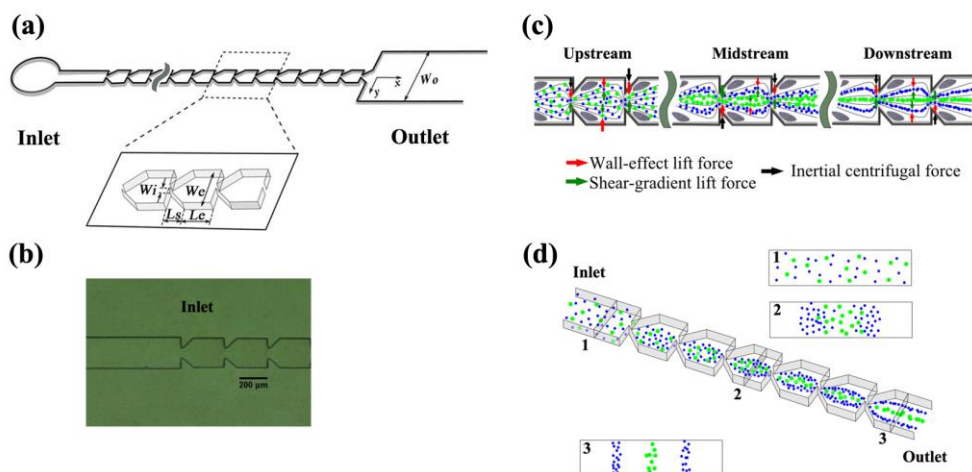 (a)
Wo
x
y
Inlet
Outlet
Wi
We
Ls
Le
(b)
Inlet
200 μm
(c)
Upstream
Midstream
Downstream
Wall-effect lift force
Shear-gradient lift force
Inertial centrifugal force
(d)
Inlet
1
2
1
2
3
3
Outlet